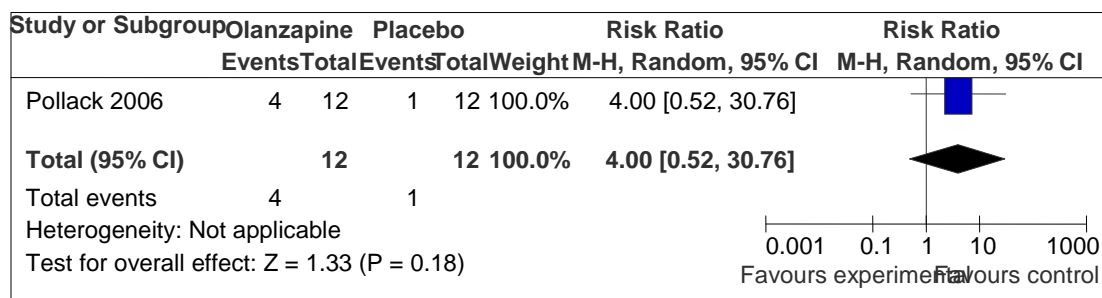 Study or Subgroup Olanzapine Placebo Risk Ratio Risk Ratio
Events Total Events Total Weight M-H, Random, 95% CI M-H, Random, 95% CI
Pollack 2006 4 12 1 12 100.0% 4.00 [0.52, 30.76]
Total (95% CI) 12 12 100.0% 4.00 [0.52, 30.76]
Total events 4 1
Heterogeneity: Not applicable
Test for overall effect: Z = 1.33 (P = 0.18)
0.001 0.1 1 10 1000
Favours experimental Favours control